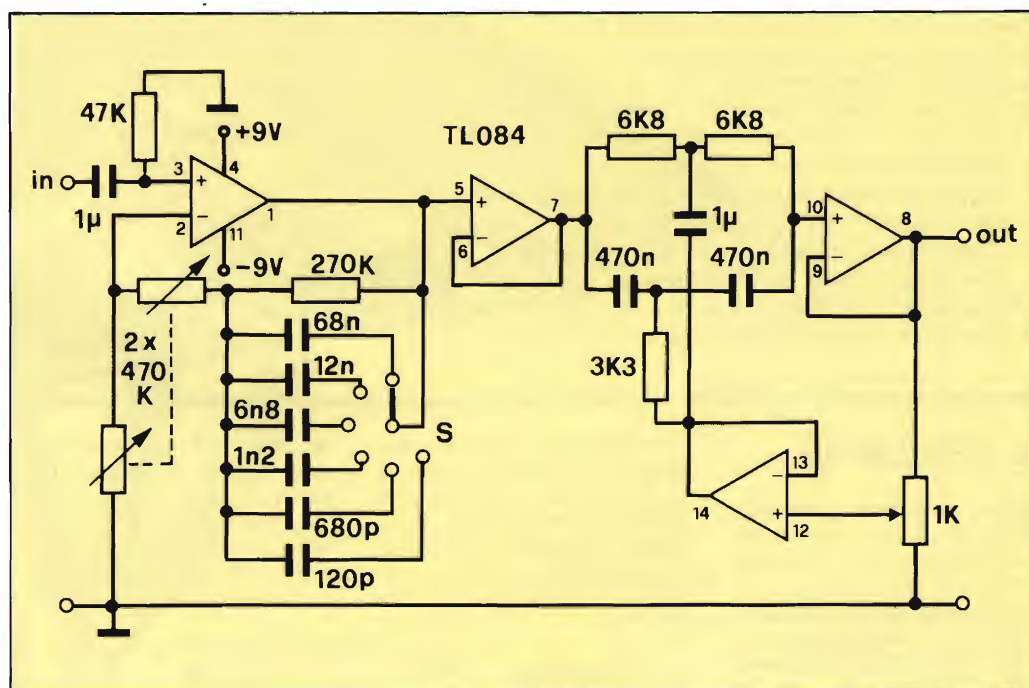 47K
+9V
TL084
6K8
6K8
in
1μ
3
+
4
−
2
11
1
−9V
270K
5
+
−
6
7
1μ
470n
470n
10
+
−
9
8
out
2x
470
K
68n
12n
6n8
1n2
680p
120p
S
3K3
13
−
+
14
12
1K